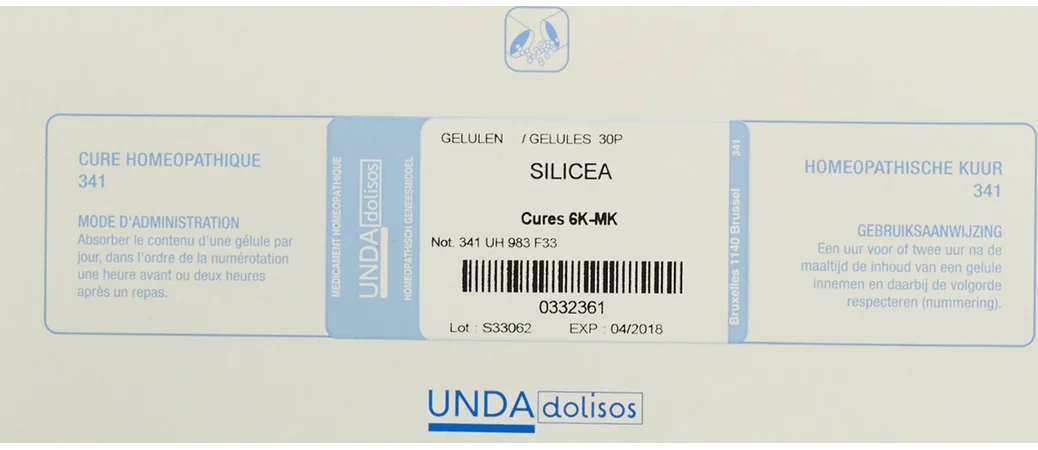 CURE HOMEOPATHIQUE
341
MODE D'ADMINISTRATION
Absorber le contenu d'une gélule par
jour, dans l'ordre de la numérotation
une heure avant ou deux heures
après un repas.
MEDICAMENT HOMEOPATHIQUE
UNDA dolisos
HOMEOPATHISCH GENEESMIDDEL
GELULEN / GELULES 30P
SILICEA
Cures 6K-MK
Not. 341 UH 983 F33
0332361
Lot : S33062 EXP : 04/2018
Bruxelles 1140 Brussel 341
HOMEOPATHISCHE KUUR
341
GEBRUIKSAANWIJZING
Een uur voor of twee uur na de
maaltijd de inhoud van een gelule
innemen en daarbij de volgorde
respecteren (nummering).
UNDA dolisos